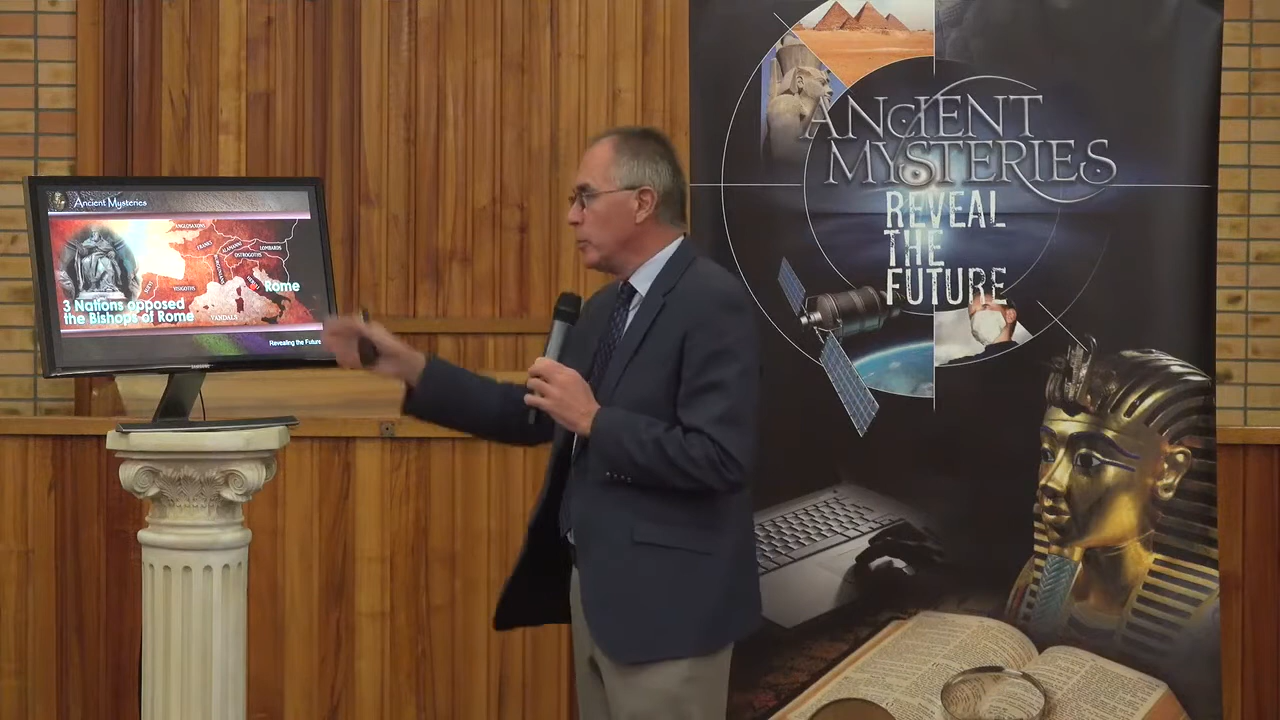 Ancient Mysteries
ANGLOSAXONS
FRANKS
ALAMANNI
LOMBARDS
OSTROGOTHS
VISIGOTHS
Rome
3 Nations opposed
the Bishops of Rome
VANDALS
Revealing the Future
SAMSUNG
ANCIENT
MYSTERIES
REVEAL
THE
FUTURE